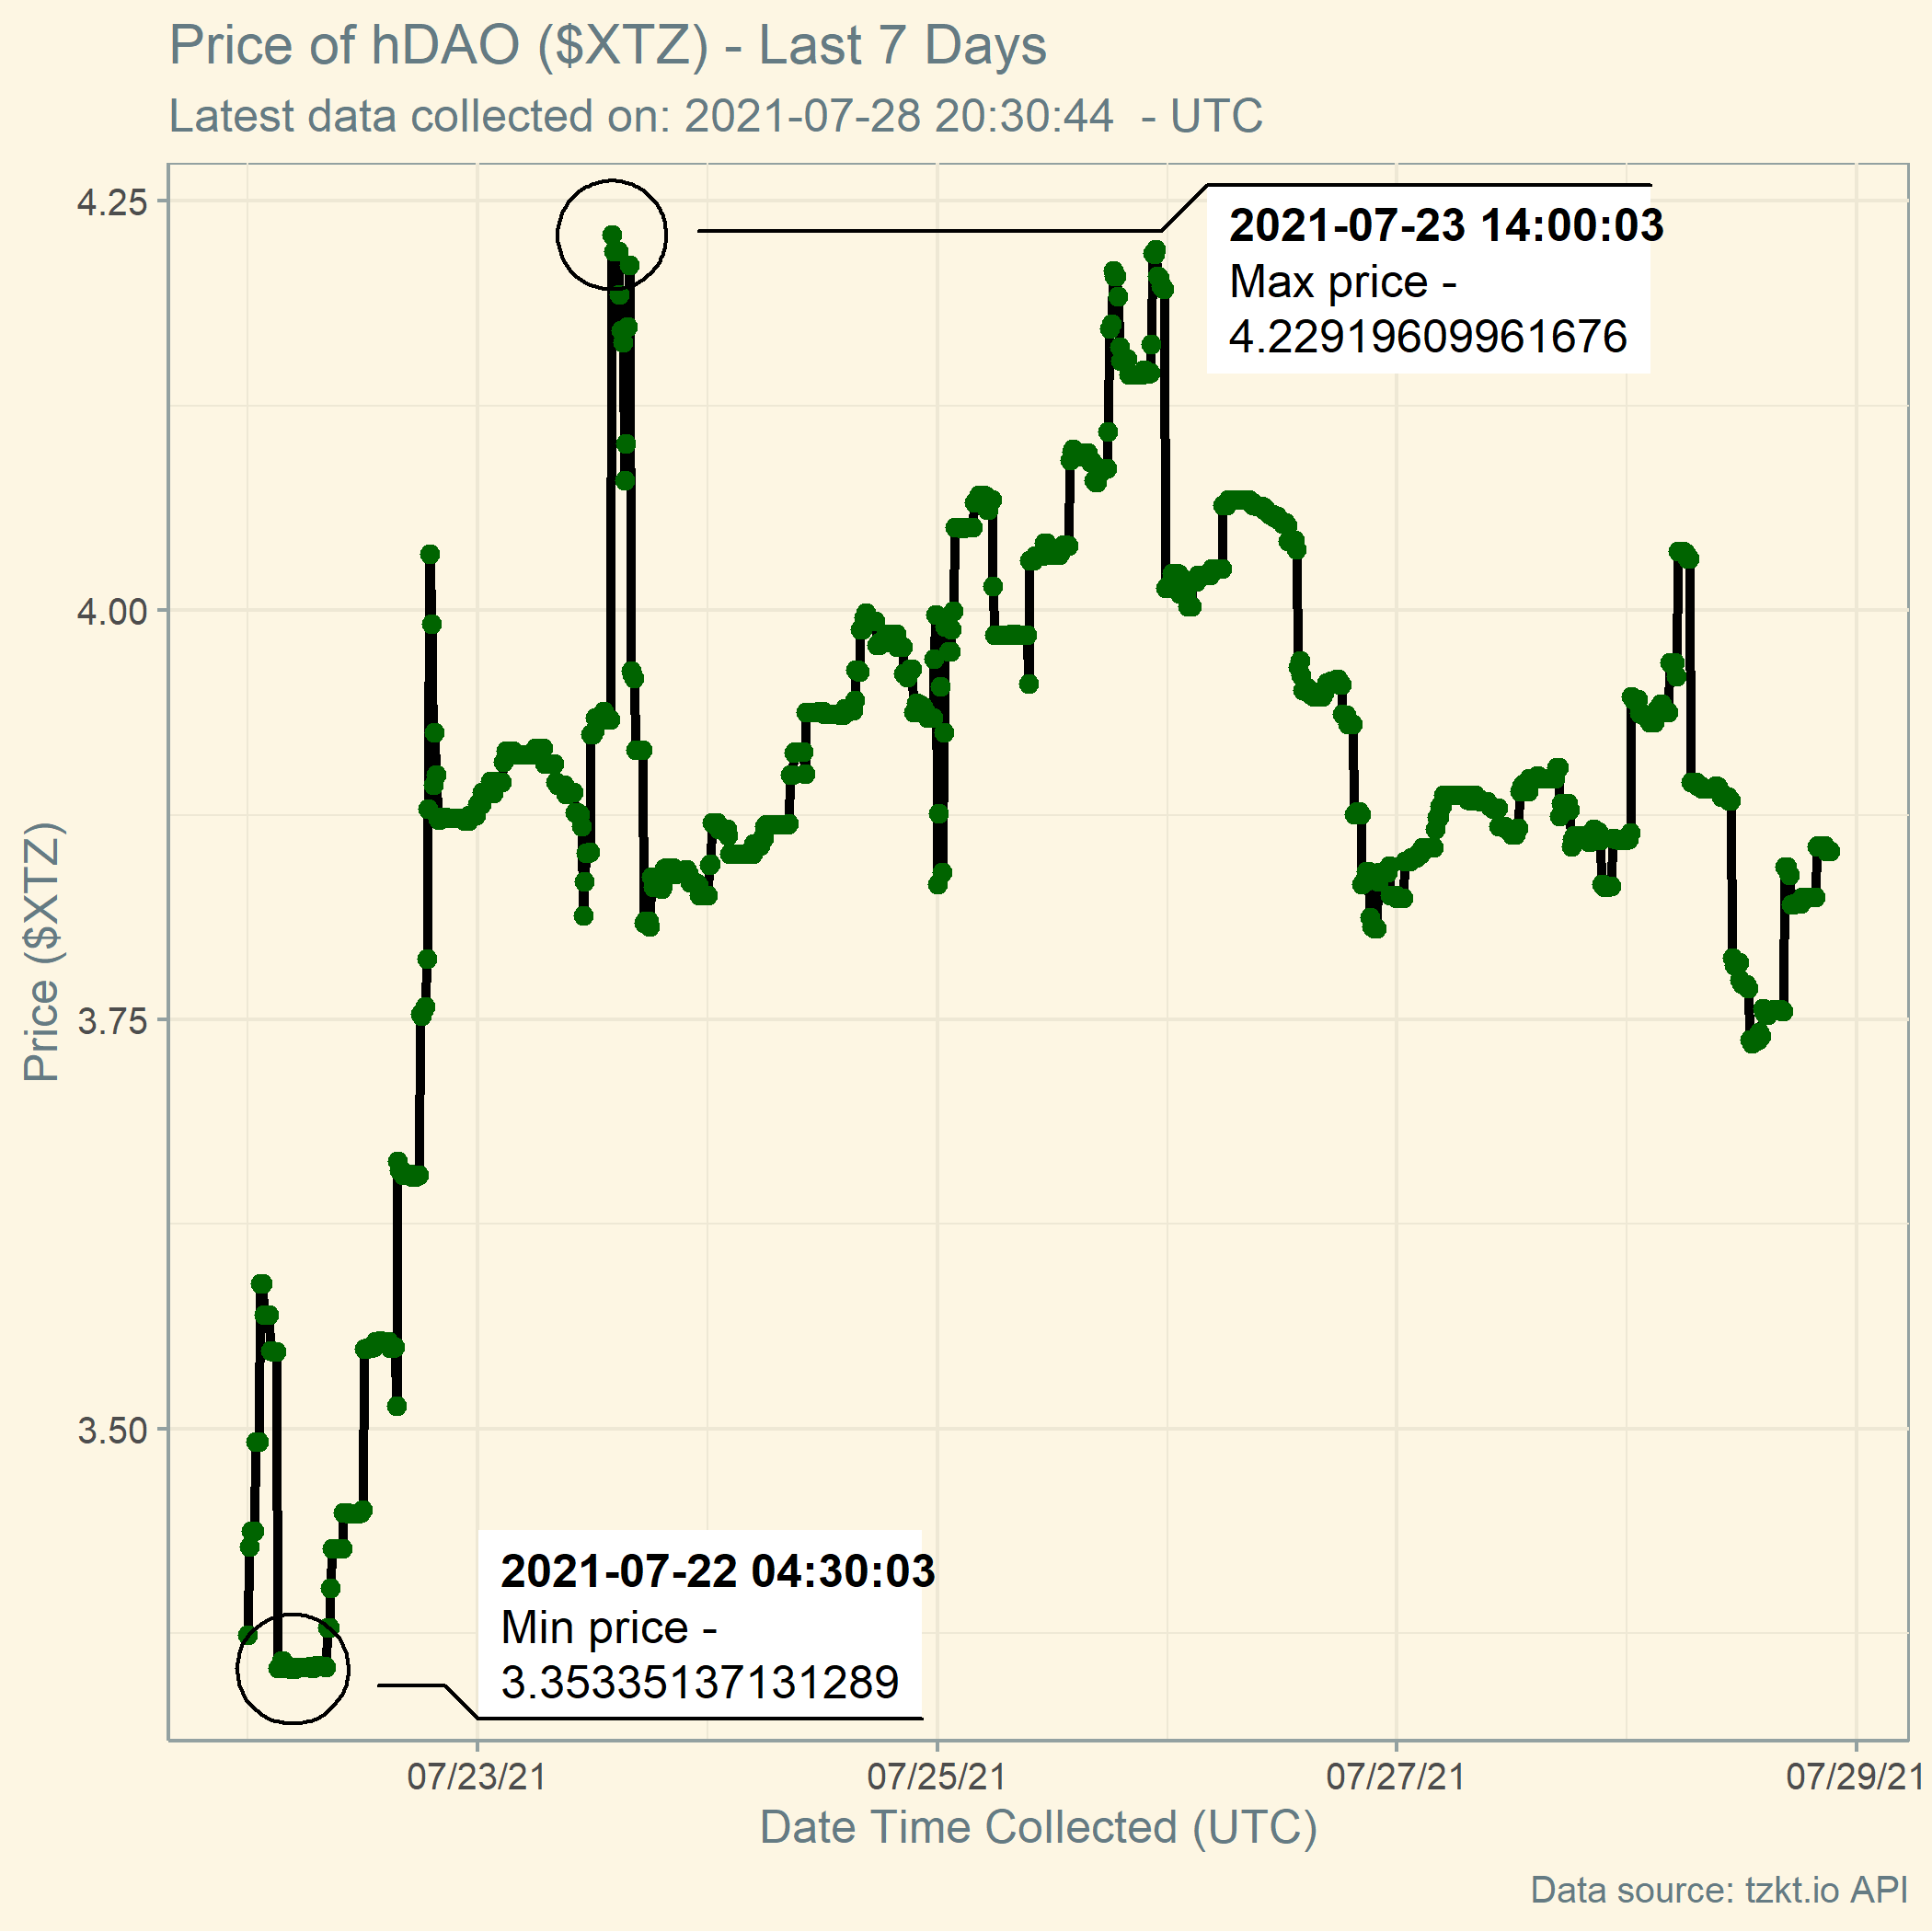 Price of hDAO ($XTZ) - Last 7 Days
Latest data collected on: 2021-07-28 20:30:44  - UTC
4.25
4.00
3.75
3.50
Price ($XTZ)
2021-07-23 14:00:03
Max price -
4.22919609961676
2021-07-22 04:30:03
Min price -
3.35335137131289
07/23/21
07/25/21
07/27/21
07/29/21
Date Time Collected (UTC)
Data source: tzkt.io API